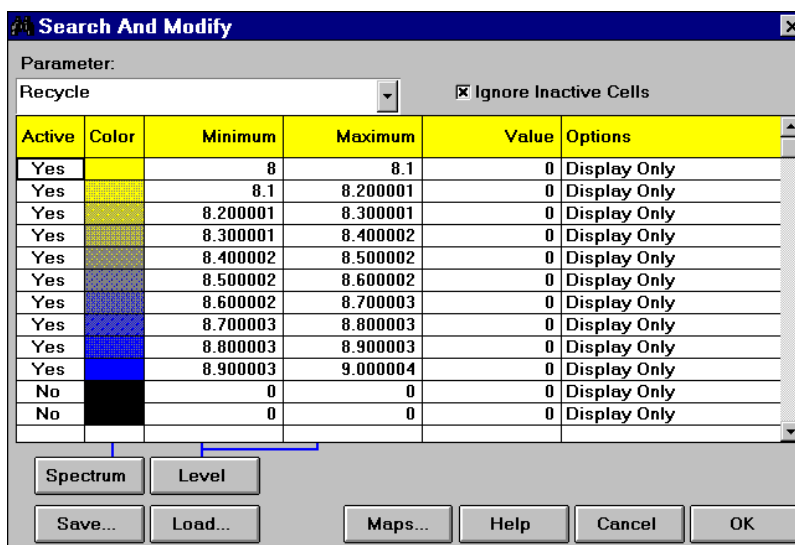 Search And Modify
Parameter:
Recycle
Ignore Inactive Cells
Active Color Minimum Maximum Value Options
Yes 8 8.1 0 Display Only
Yes 8.1 8.200001 0 Display Only
Yes 8.200001 8.300001 0 Display Only
Yes 8.300001 8.400002 0 Display Only
Yes 8.400002 8.500002 0 Display Only
Yes 8.500002 8.600002 0 Display Only
Yes 8.600002 8.700003 0 Display Only
Yes 8.700003 8.800003 0 Display Only
Yes 8.800003 8.900003 0 Display Only
Yes 8.900003 9.000004 0 Display Only
No 0 0 0 Display Only
No 0 0 0 Display Only
Spectrum Level
Save... Load... Maps... Help Cancel OK